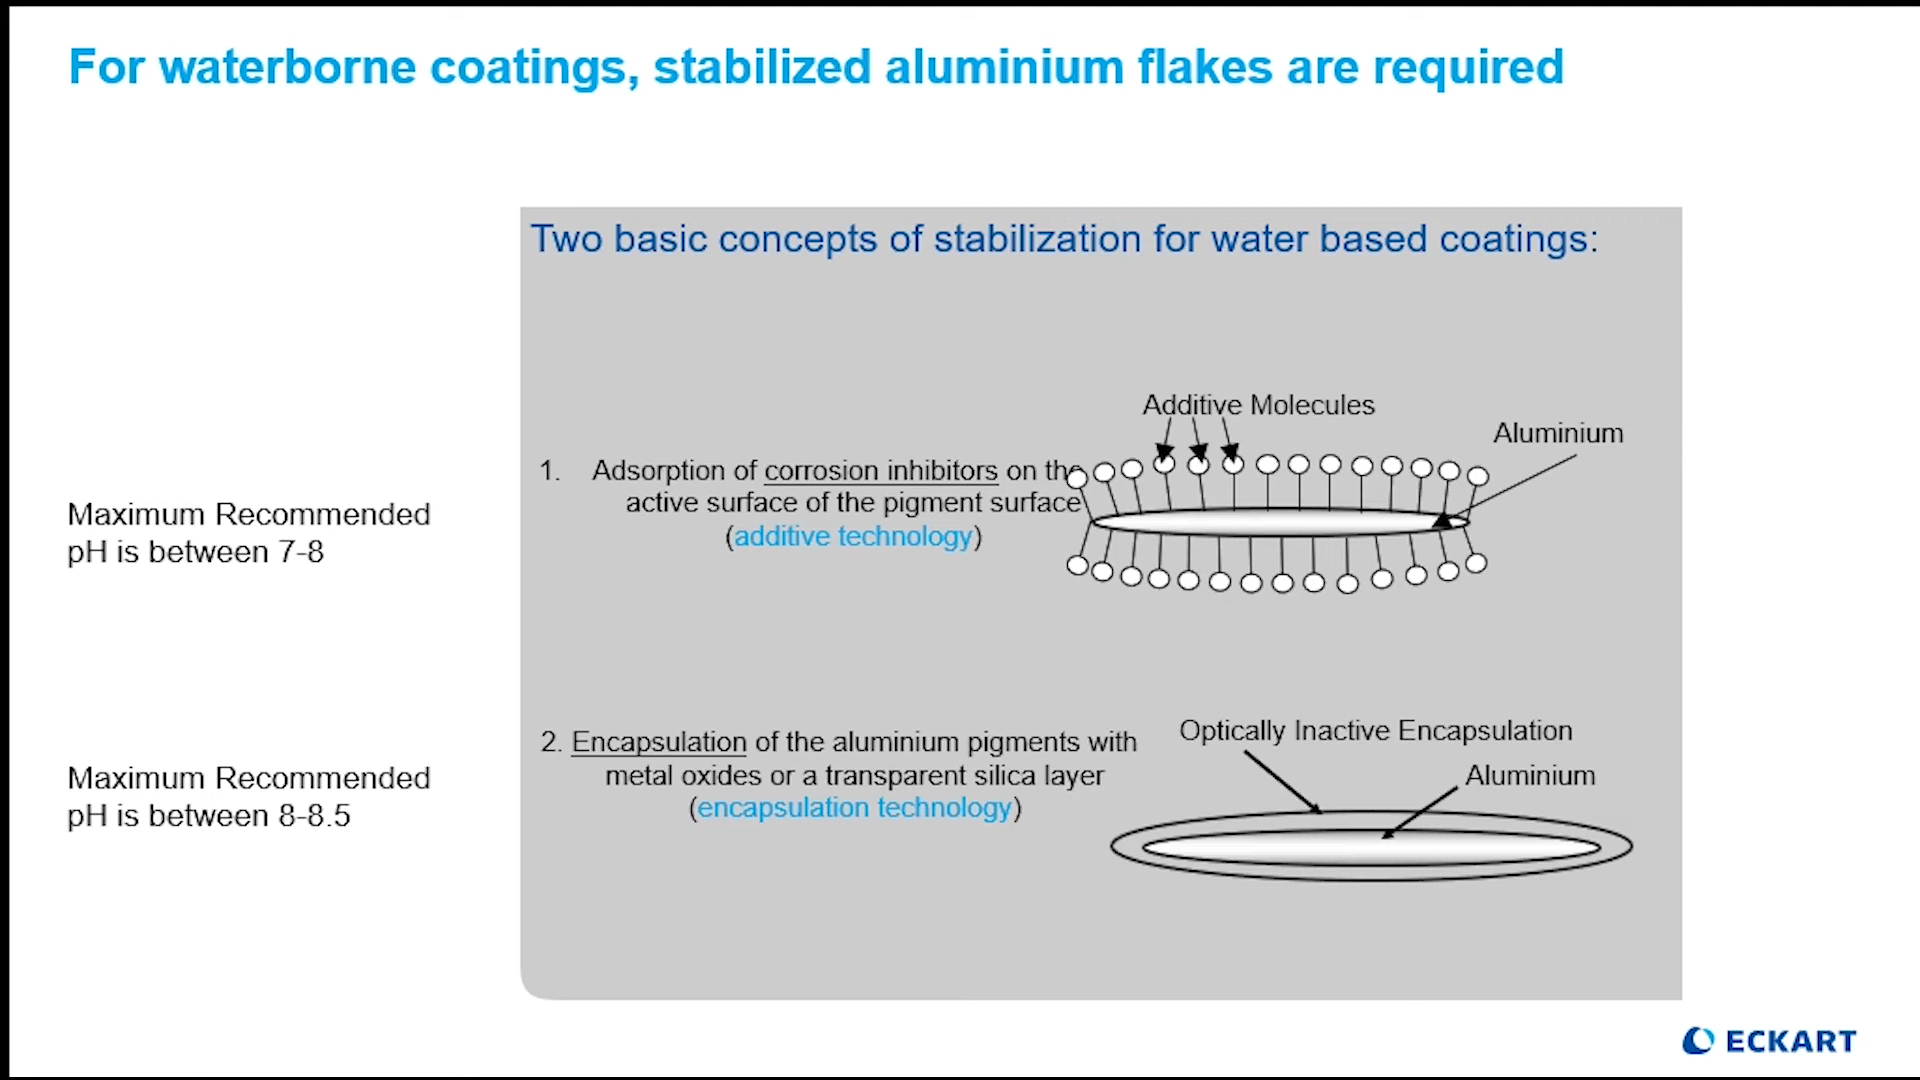 For waterborne coatings, stabilized aluminium flakes are required
Two basic concepts of stabilization for water based coatings:
Maximum Recommended
pH is between 7-8
1. Adsorption of corrosion inhibitors on the
active surface of the pigment surface
(additive technology)
Additive Molecules
Aluminium
Maximum Recommended
pH is between 8-8.5
2. Encapsulation of the aluminium pigments with
metal oxides or a transparent silica layer
(encapsulation technology)
Optically Inactive Encapsulation
Aluminium
ECKART